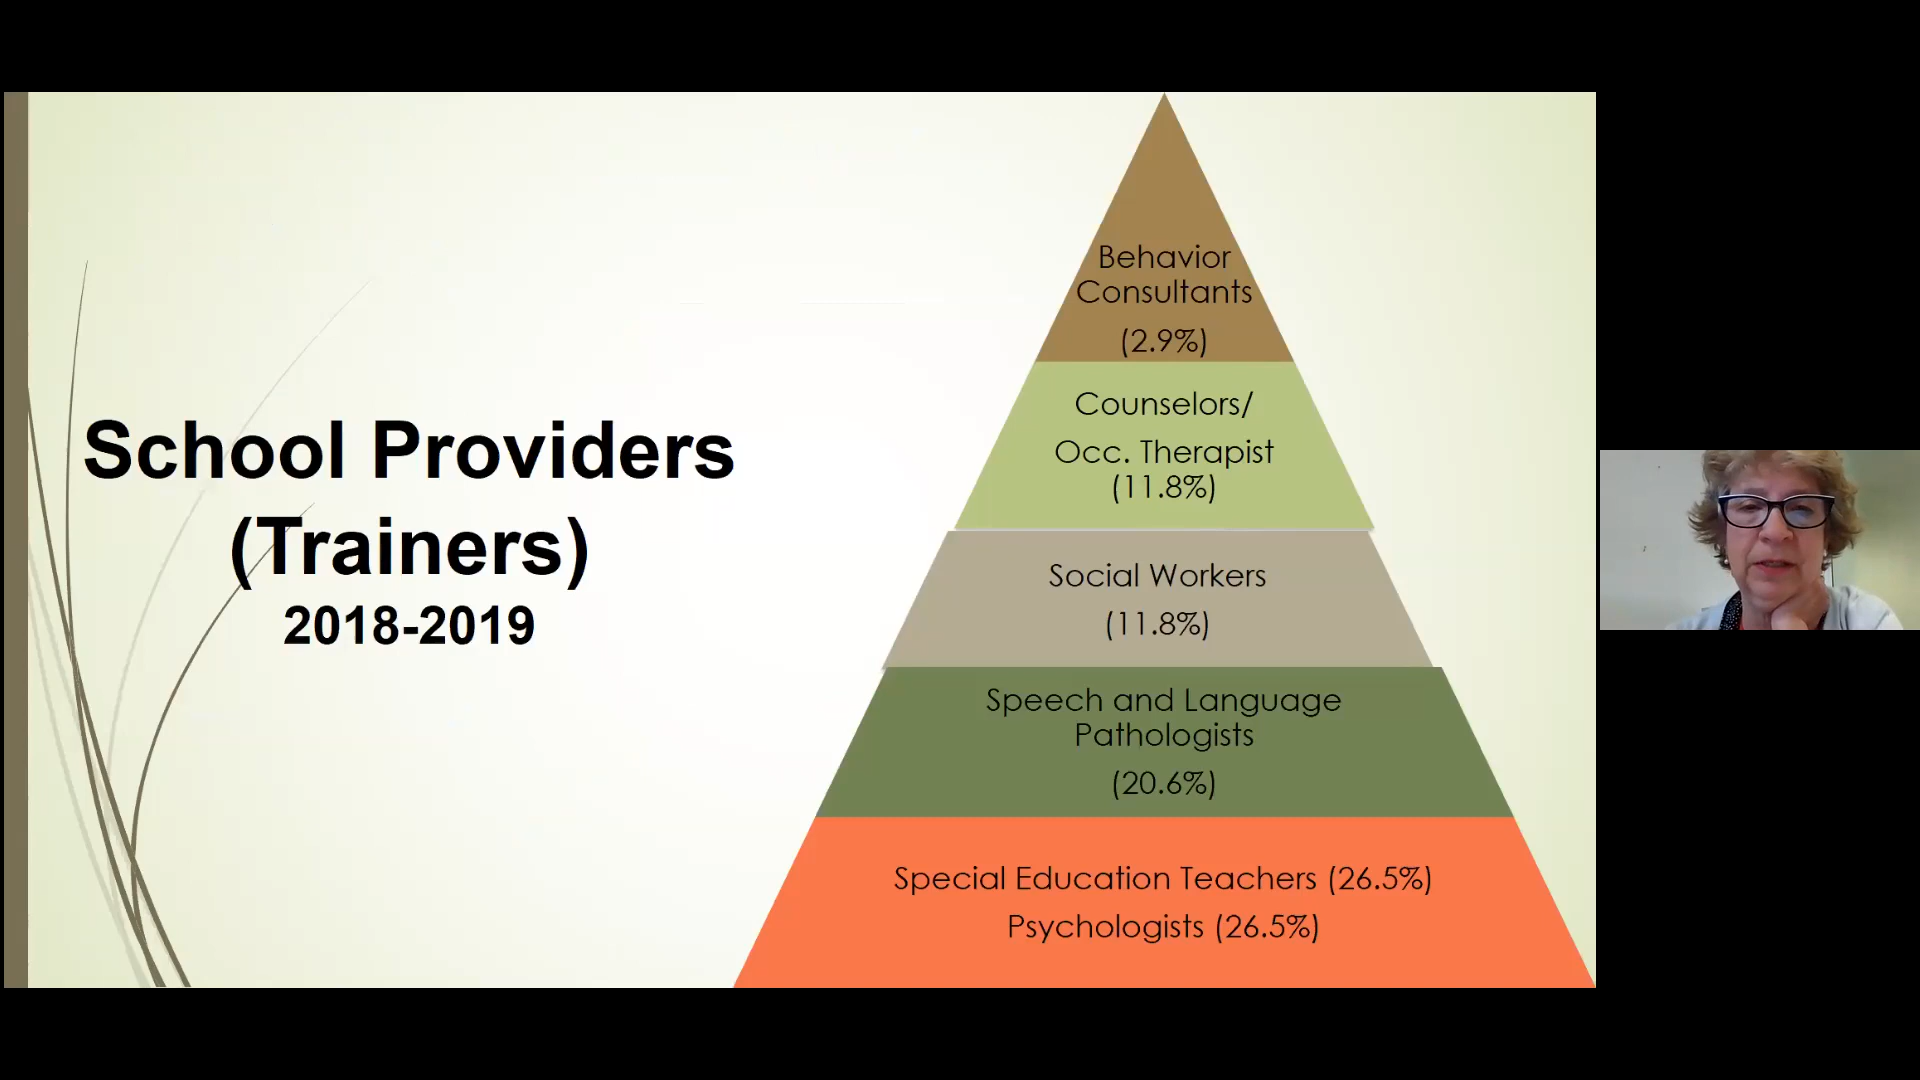 School Providers
(Trainers)
2018-2019
Behavior
Consultants
(2.9%)
Counselors/
Occ. Therapist
(11.8%)
Social Workers
(11.8%)
Speech and Language
Pathologists
(20.6%)
Special Education Teachers (26.5%)
Psychologists (26.5%)